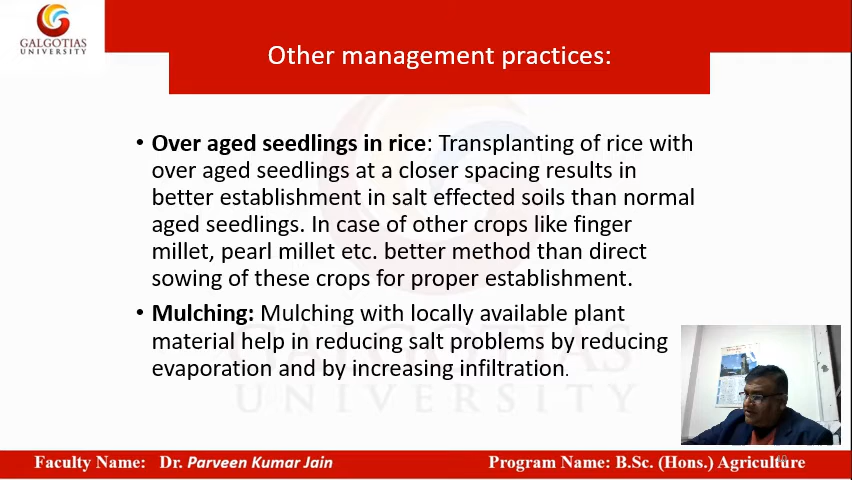 GALGOTIAS
UNIVERSITY
Other management practices:
• Over aged seedlings in rice: Transplanting of rice with
over aged seedlings at a closer spacing results in
better establishment in salt effected soils than normal
aged seedlings. In case of other crops like finger
millet, pearl millet etc. better method than direct
sowing of these crops for proper establishment.
• Mulching: Mulching with locally available plant
material help in reducing salt problems by reducing
evaporation and by increasing infiltration.
GALGOTIAS
UNIVERSITY
Faculty Name: Dr. Parveen Kumar Jain
Program Name: B.Sc. (Hons.) Agriculture